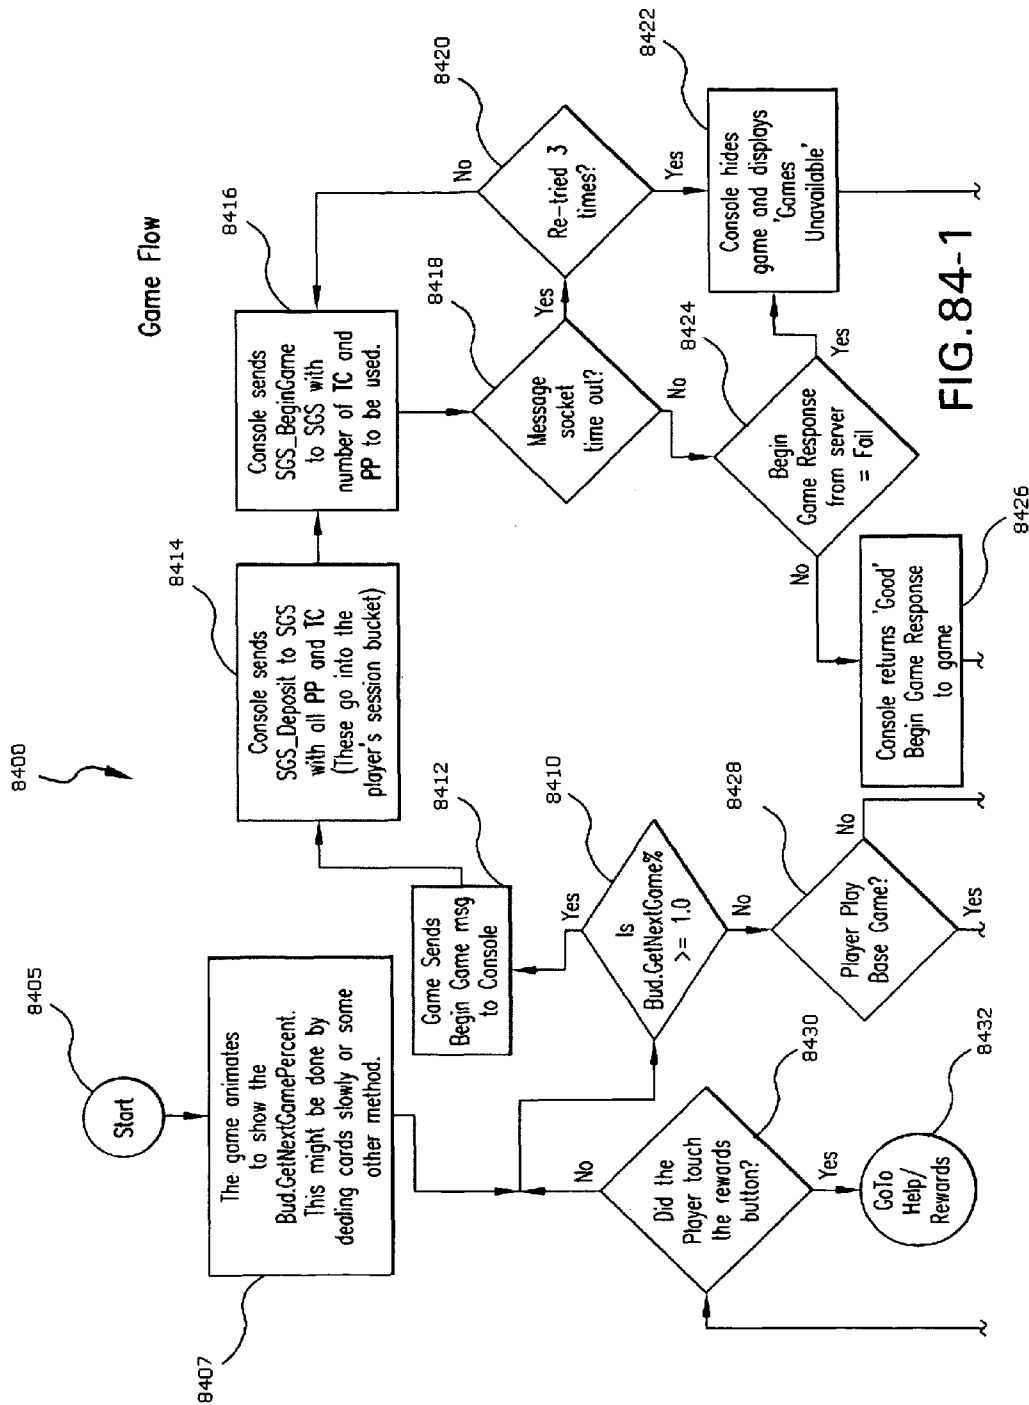 Game Flow
8400
8405
Start
8407
The game animates
to show the
Bud.GetNextGamePercent.
This might be done by
dealing cards slowly or some
other method.
8412
Game Sends
Begin Game msg
to Console
8414
Console sends
SGS_Deposit to SGS
with all PP and TC
(These go into the
player's session bucket)
8416
Console sends
SGS_BeginGame
to SGS with
number of TC and
PP to be used.
8410
Is
Bud.GetNextGame%
>= 1.0
Yes
No
8418
Message
socket
time out?
Yes
No
8420
Re-tried 3
times?
No
Yes
8430
Did the
Player touch
the rewards
button?
No
Yes
8432
GoTo
Help/
Rewards
8428
Player Play
Base Game?
No
Yes
8424
Begin
Game Response
from server
= Fail
Yes
No
8422
Console hides
game and displays
'Games
Unavailable'
8426
Console returns 'Good'
Begin Game Response
to game
FIG.84-1